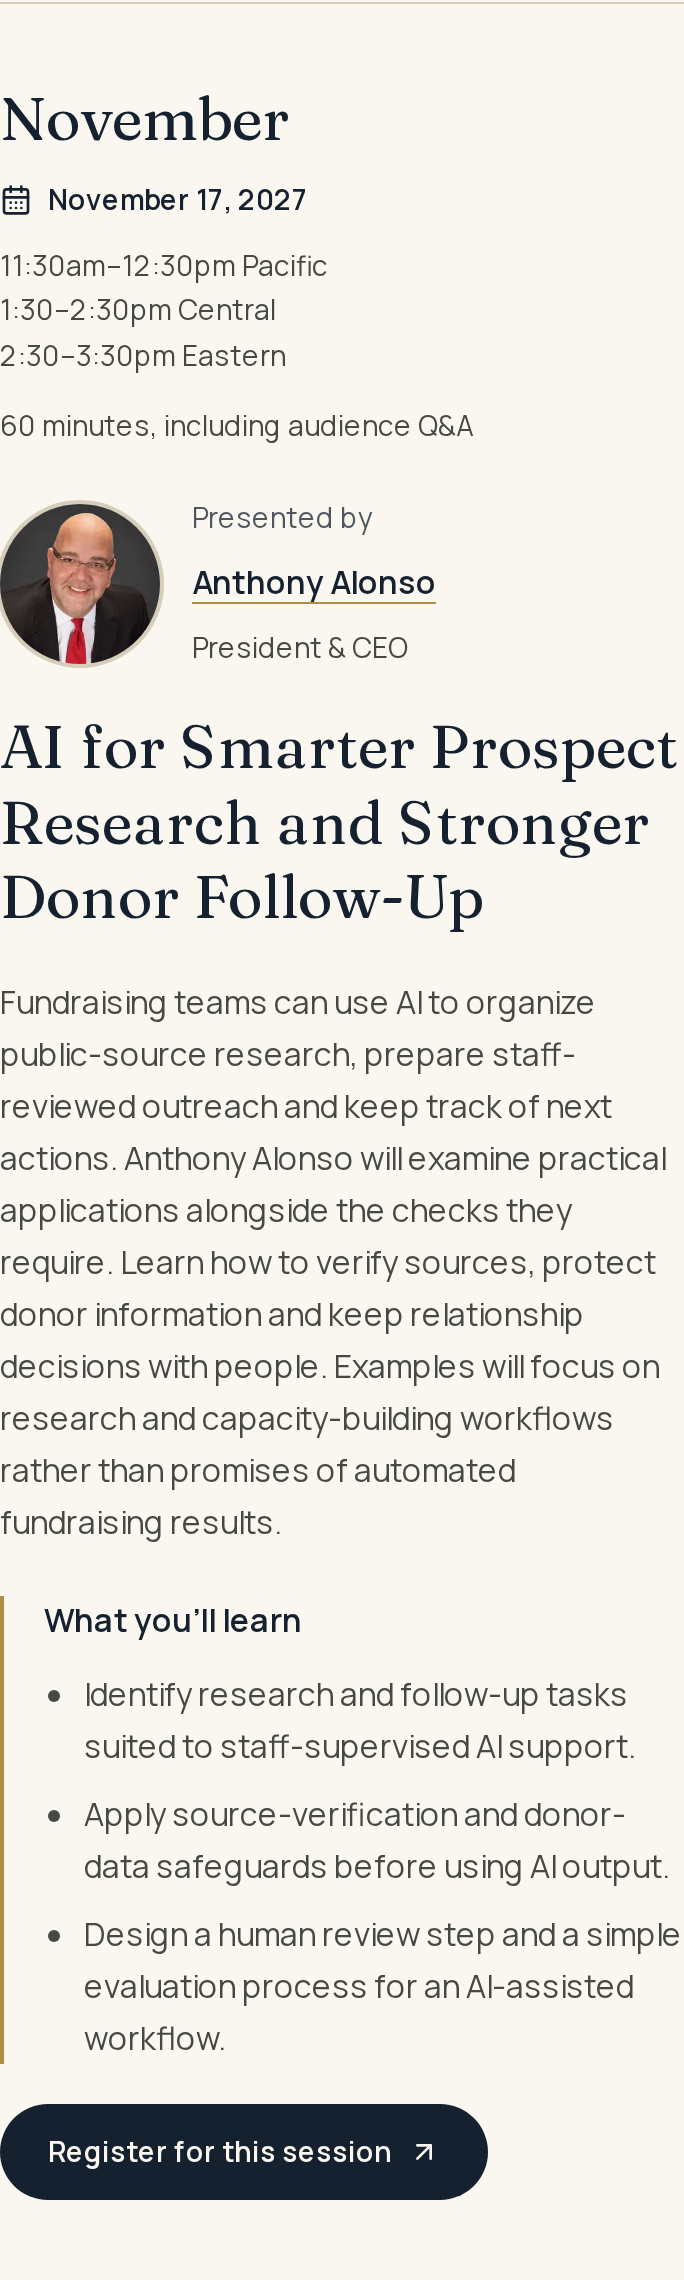 November
November 17, 2027
11:30am–12:30pm Pacific
1:30–2:30pm Central
2:30–3:30pm Eastern
60 minutes, including audience Q&A
Presented by
Anthony Alonso
President & CEO
AI for Smarter Prospect
Research and Stronger
Donor Follow-Up
Fundraising teams can use AI to organize
public-source research, prepare staff-
reviewed outreach and keep track of next
actions. Anthony Alonso will examine practical
applications alongside the checks they
require. Learn how to verify sources, protect
donor information and keep relationship
decisions with people. Examples will focus on
research and capacity-building workflows
rather than promises of automated
fundraising results.
What you’ll learn
Identify research and follow-up tasks
suited to staff-supervised AI support.
Apply source-verification and donor-
data safeguards before using AI output.
Design a human review step and a simple
evaluation process for an AI-assisted
workflow.
Register for this session